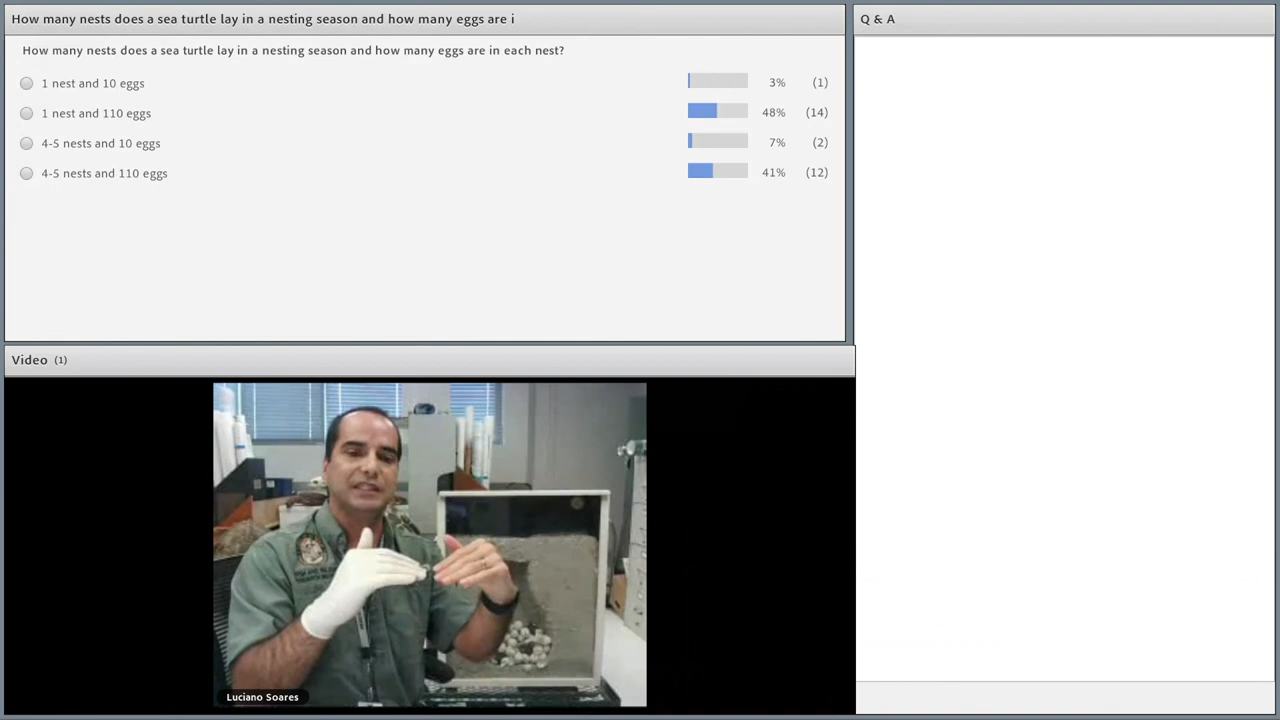 How many nests does a sea turtle lay in a nesting season and how many eggs are i
Q & A
How many nests does a sea turtle lay in a nesting season and how many eggs are in each nest?
1 nest and 10 eggs 3% (1)
1 nest and 110 eggs 48% (14)
4-5 nests and 10 eggs 7% (2)
4-5 nests and 110 eggs 41% (12)
Video (1)
Luciano Soares